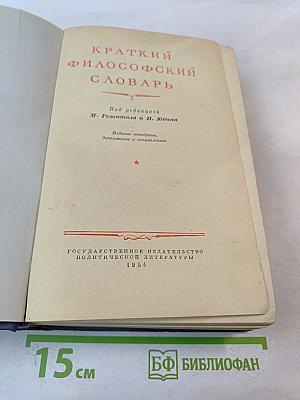 КРАТКИЙ
ФИЛОСОФСКИЙ
СЛОВАРЬ
Под редакцией
М. Розенталя и П. Юдина
Издание четвёртое,
дополненное и исправленное
ГОСУДАРСТВЕННОЕ ИЗДАТЕЛЬСТВО
ПОЛИТИЧЕСКОЙ ЛИТЕРАТУРЫ
1954
15 см
БФ БИБЛИОФАН